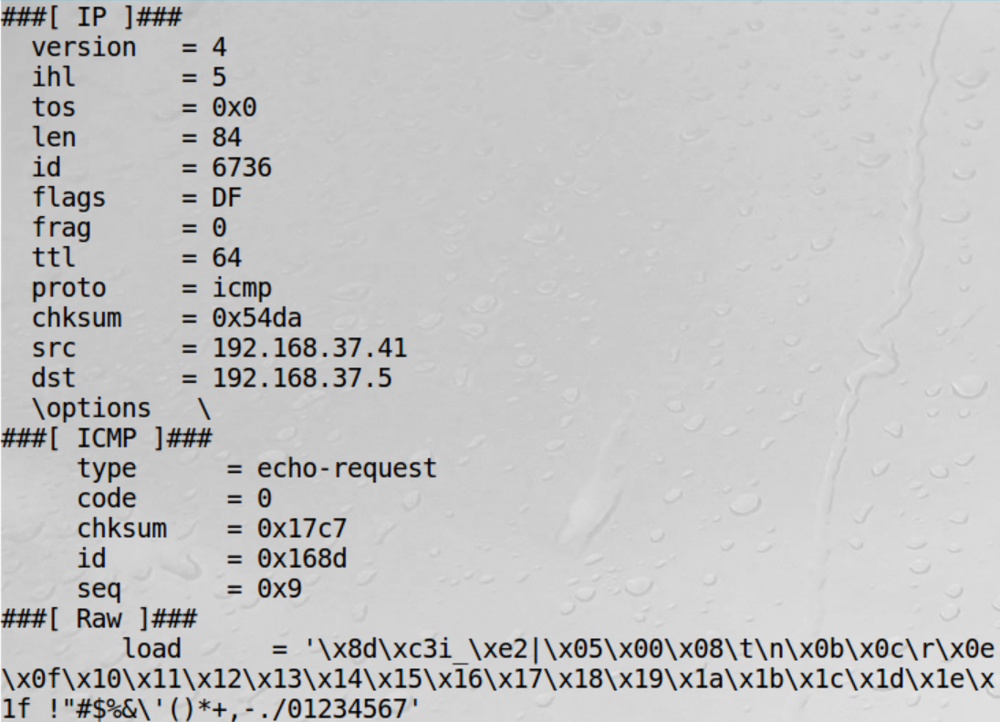 ###[ IP ]###
  version   = 4
  ihl       = 5
  tos       = 0x0
  len       = 84
  id        = 6736
  flags     = DF
  frag      = 0
  ttl       = 64
  proto     = icmp
  chksum    = 0x54da
  src       = 192.168.37.41
  dst       = 192.168.37.5
  \options   \
###[ ICMP ]###
     type      = echo-request
     code      = 0
     chksum    = 0x17c7
     id        = 0x168d
     seq       = 0x9
###[ Raw ]###
        load      = '\x8d\xc3i_\xe2|\x05\x00\x08\t\n\x0b\x0c\r\x0e
\x0f\x10\x11\x12\x13\x14\x15\x16\x17\x18\x19\x1a\x1b\x1c\x1d\x1e\x
1f !"#$%&\'()*+,-./01234567'